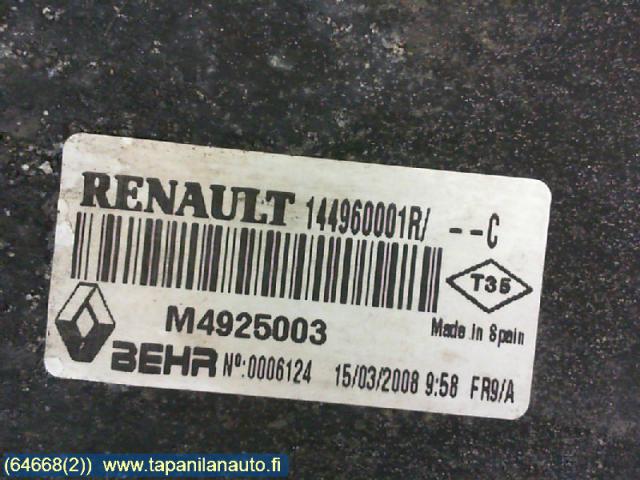 RENAULT 144960001R/ --C
T35
M4925003
Made in Spain
BEHR Nº:0006124 15/03/2008 9:58 FR9/A
(64668(2)) www.tapanilanauto.fi